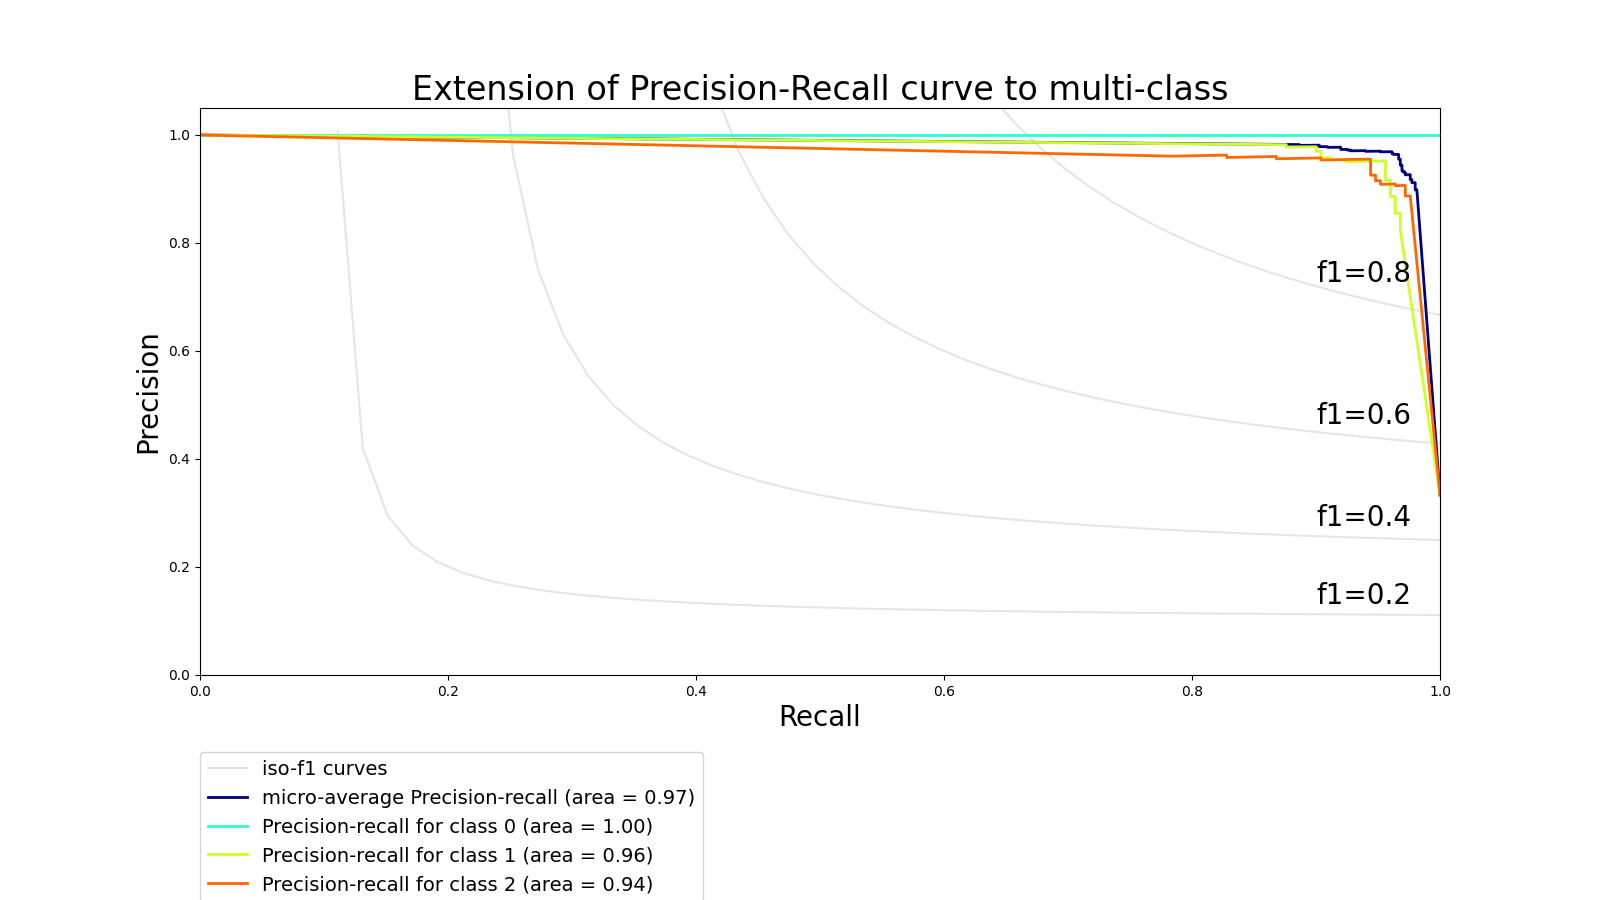 Extension of Precision-Recall curve to multi-class
1.0
0.8
0.6
0.4
0.2
0.0
Precision
f1=0.8
f1=0.6
f1=0.4
f1=0.2
0.0 0.2 0.4 0.6 0.8 1.0
Recall
iso-f1 curves
micro-average Precision-recall (area = 0.97)
Precision-recall for class 0 (area = 1.00)
Precision-recall for class 1 (area = 0.96)
Precision-recall for class 2 (area = 0.94)